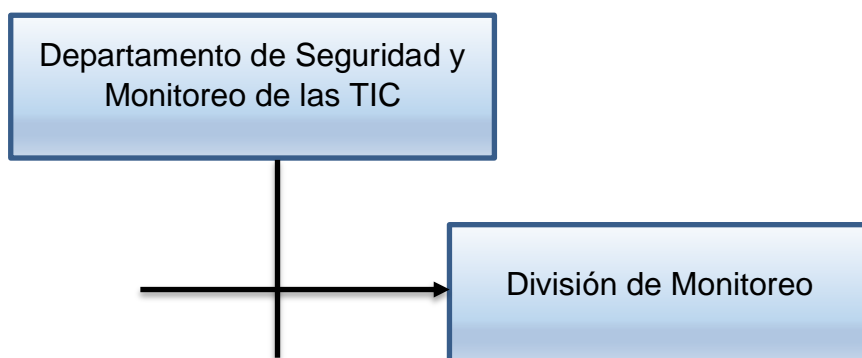 Departamento de Seguridad y
Monitoreo de las TIC
División de Monitoreo